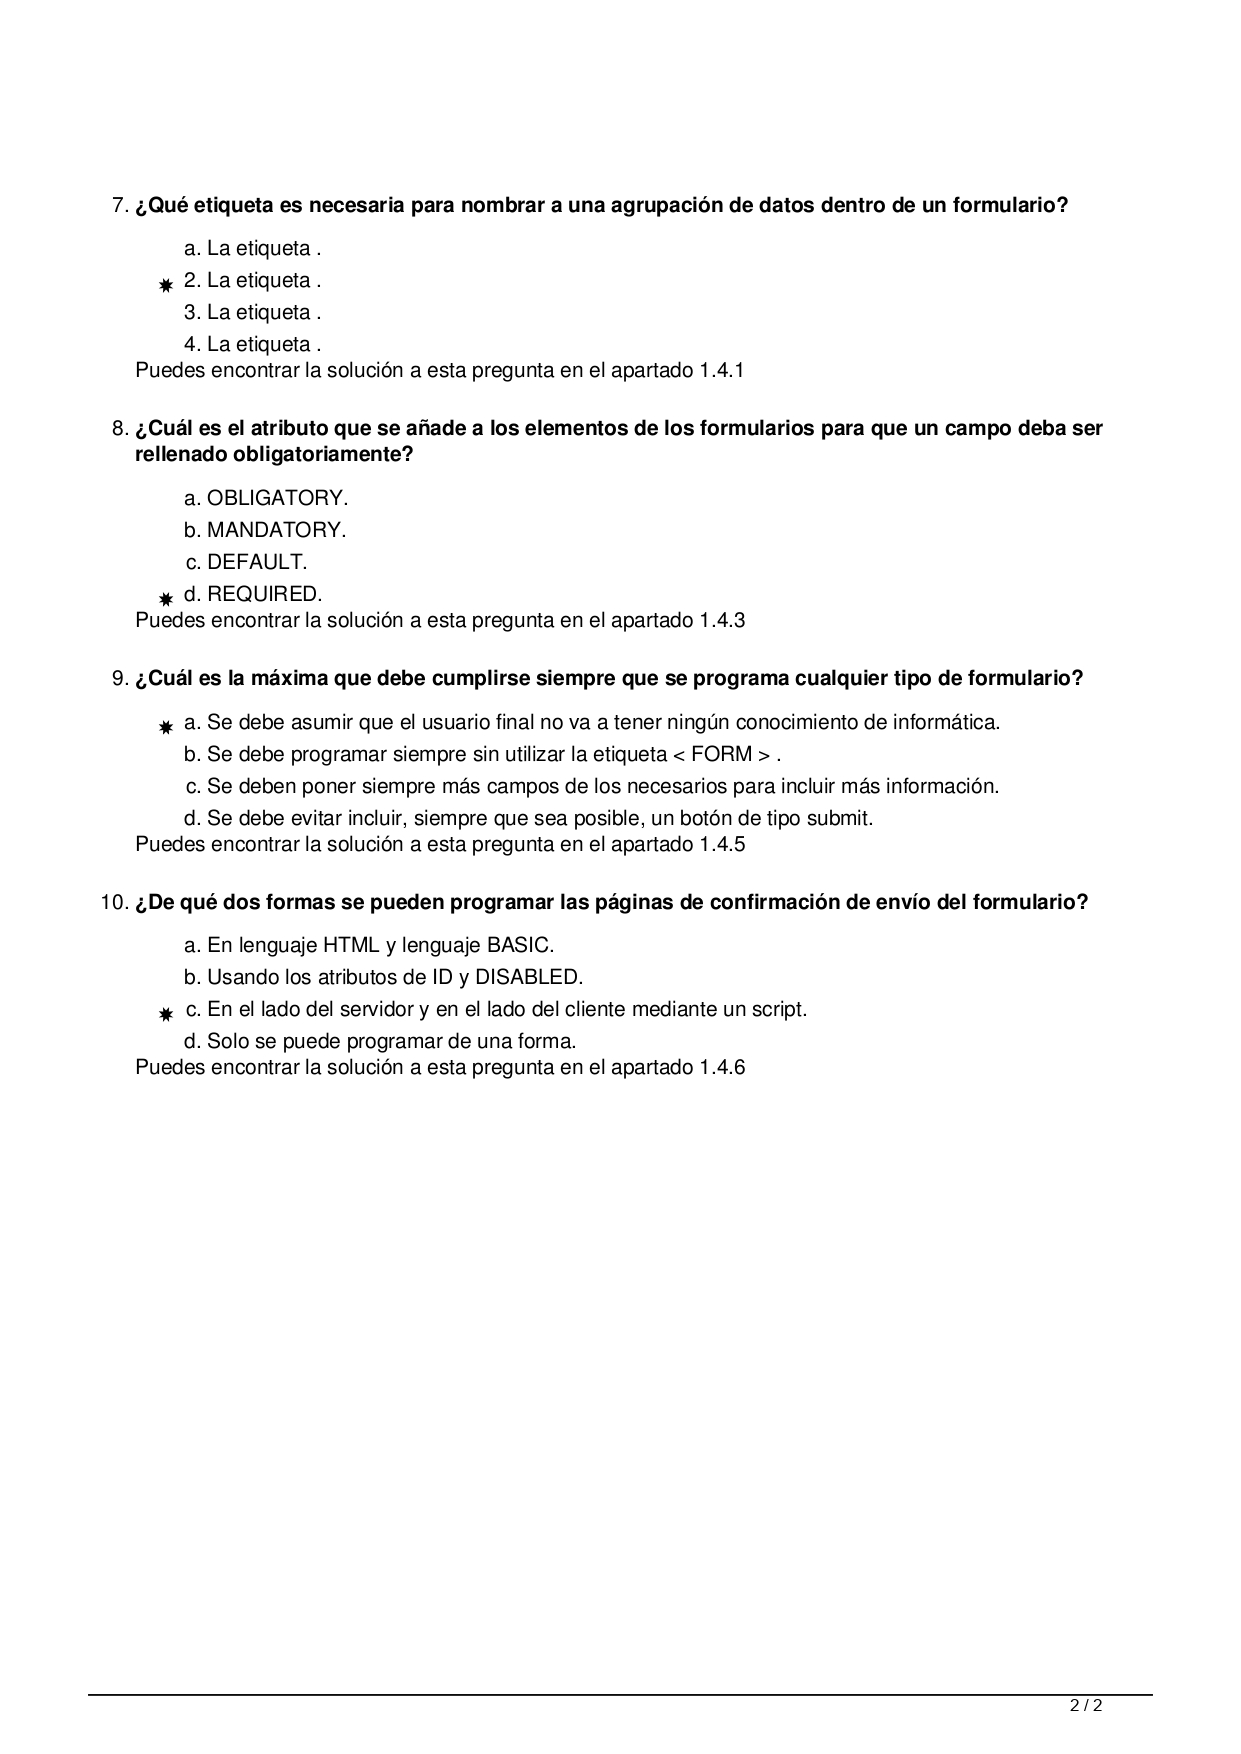 7. ¿Qué etiqueta es necesaria para nombrar a una agrupación de datos dentro de un formulario?
a. La etiqueta .
2. La etiqueta .
3. La etiqueta .
4. La etiqueta .
Puedes encontrar la solución a esta pregunta en el apartado 1.4.1
8. ¿Cuál es el atributo que se añade a los elementos de los formularios para que un campo deba ser
rellenado obligatoriamente?
a. OBLIGATORY.
b. MANDATORY.
c. DEFAULT.
d. REQUIRED.
Puedes encontrar la solución a esta pregunta en el apartado 1.4.3
9. ¿Cuál es la máxima que debe cumplirse siempre que se programa cualquier tipo de formulario?
a. Se debe asumir que el usuario final no va a tener ningún conocimiento de informática.
b. Se debe programar siempre sin utilizar la etiqueta < FORM > .
c. Se deben poner siempre más campos de los necesarios para incluir más información.
d. Se debe evitar incluir, siempre que sea posible, un botón de tipo submit.
Puedes encontrar la solución a esta pregunta en el apartado 1.4.5
10. ¿De qué dos formas se pueden programar las páginas de confirmación de envío del formulario?
a. En lenguaje HTML y lenguaje BASIC.
b. Usando los atributos de ID y DISABLED.
c. En el lado del servidor y en el lado del cliente mediante un script.
d. Solo se puede programar de una forma.
Puedes encontrar la solución a esta pregunta en el apartado 1.4.6
2 / 2